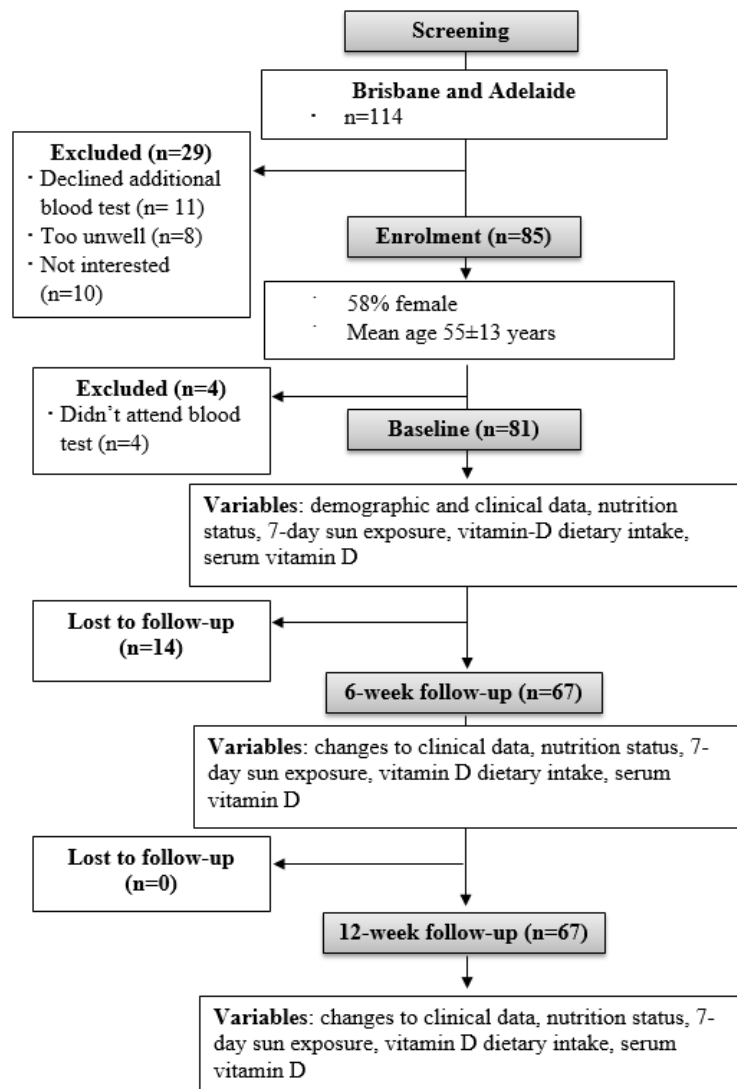 Screening
Brisbane and Adelaide
· n=114
Excluded (n=29)
· Declined additional
blood test (n= 11)
· Too unwell (n=8)
· Not interested
(n=10)
Enrolment (n=85)
· 58% female
· Mean age 55±13 years
Excluded (n=4)
· Didn't attend blood
test (n=4)
Baseline (n=81)
Variables: demographic and clinical data, nutrition
status, 7-day sun exposure, vitamin-D dietary intake,
serum vitamin D
Lost to follow-up
(n=14)
6-week follow-up (n=67)
Variables: changes to clinical data, nutrition status, 7-
day sun exposure, vitamin D dietary intake, serum
vitamin D
Lost to follow-up
(n=0)
12-week follow-up (n=67)
Variables: changes to clinical data, nutrition status, 7-
day sun exposure, vitamin D dietary intake, serum
vitamin D